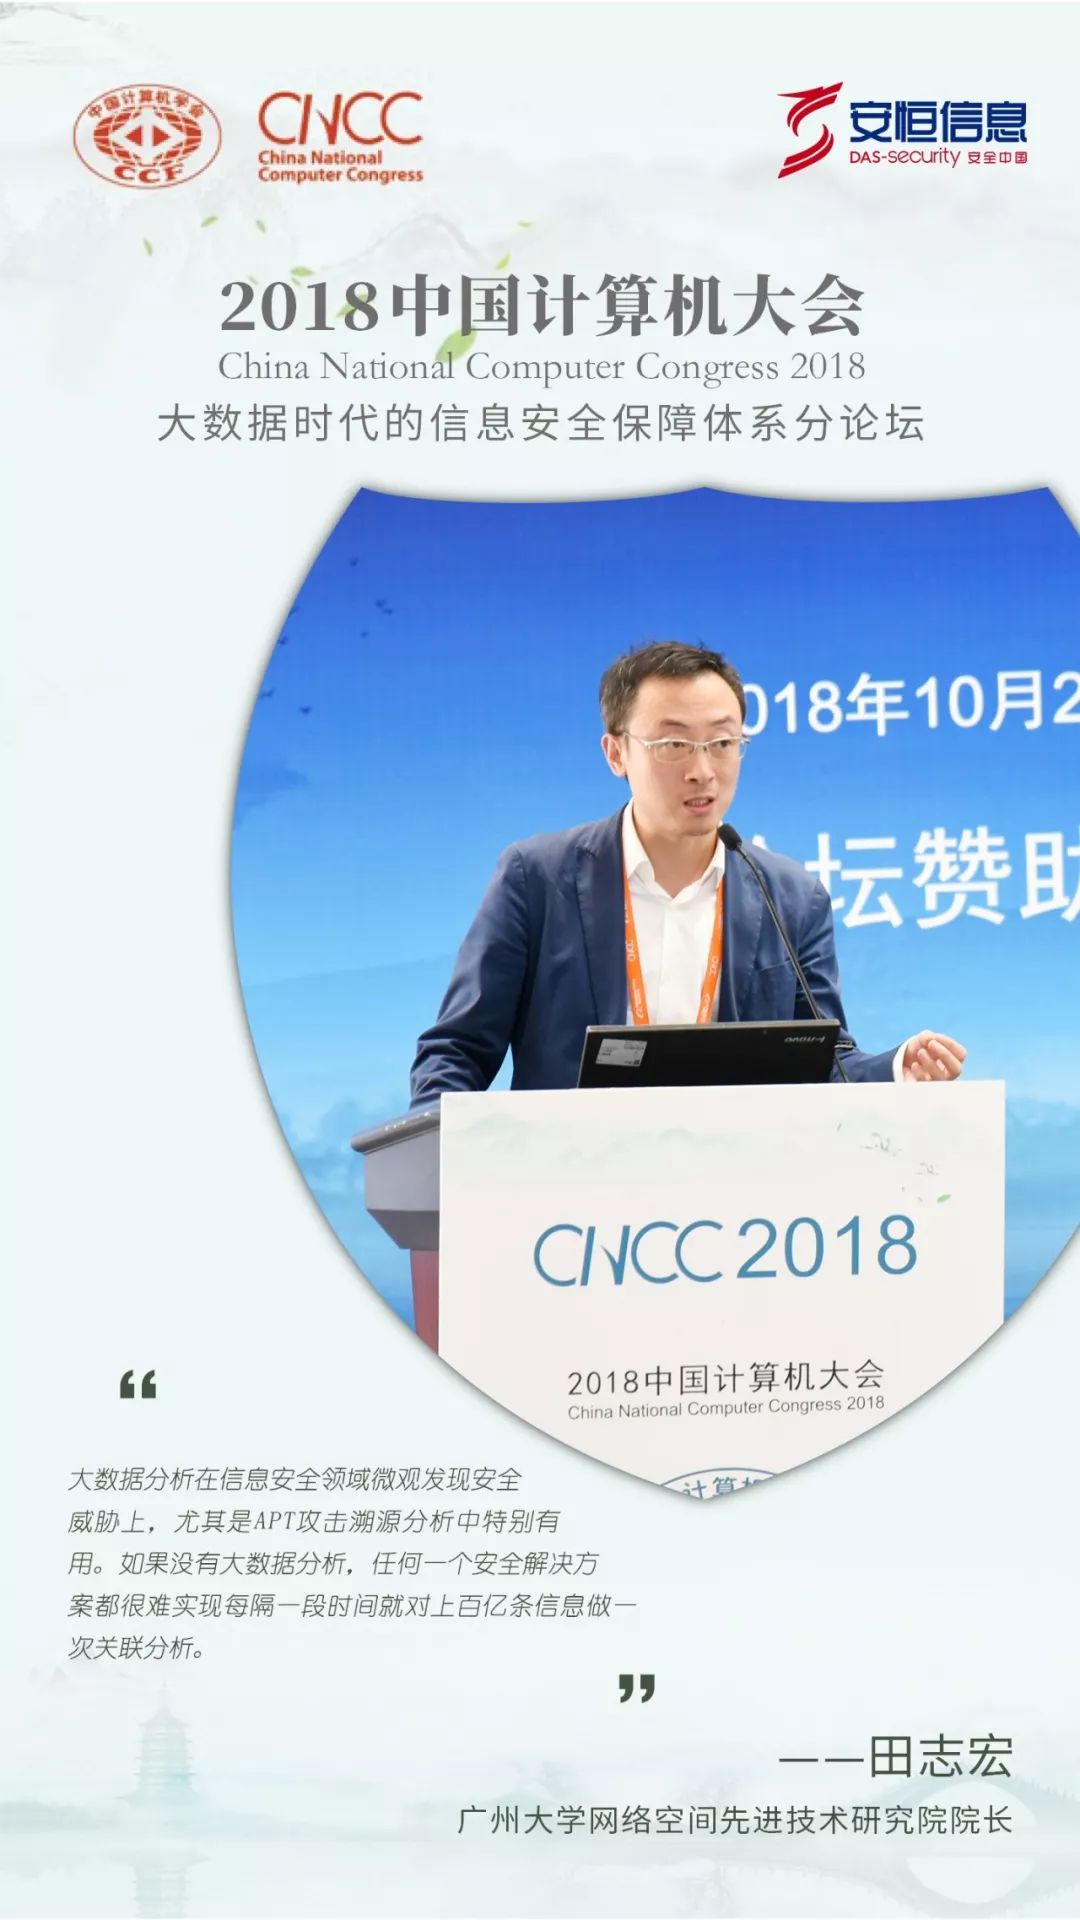 中国计算机学会
CCF
CNCC
China National
Computer Congress
安恒信息
DAS-security 安全中国
2018中国计算机大会
China National Computer Congress 2018
大数据时代的信息安全保障体系分论坛
018年10月2
坛赞助
CNCC
CNCC
lenovo
CNCC2018
2018中国计算机大会
China National Computer Congress 2018
计算机
“
大数据分析在信息安全领域微观发现安全
威胁上，尤其是APT攻击溯源分析中特别有
用。如果没有大数据分析，任何一个安全解决方
案都很难实现每隔一段时间就对上百亿条信息做一
次关联分析。
”
——田志宏
广州大学网络空间先进技术研究院院长